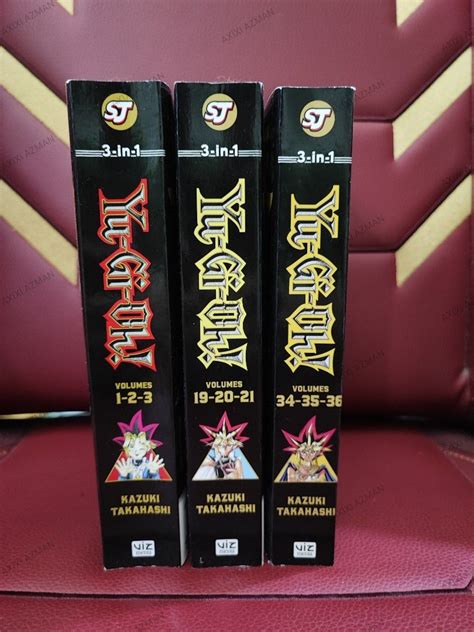 SJ
3-in-1
Yu-Gi-Oh!
VOLUMES
1-2-3
KAZUKI
TAKAHASHI
viz
SJ
3-in-1
Yu-Gi-Oh!
VOLUMES
19-20-21
KAZUKI
TAKAHASHI
viz
SJ
3-in-1
Yu-Gi-Oh!
VOLUMES
34-35-36
KAZUKI
TAKAHASHI
viz
AXIXI AZMAN